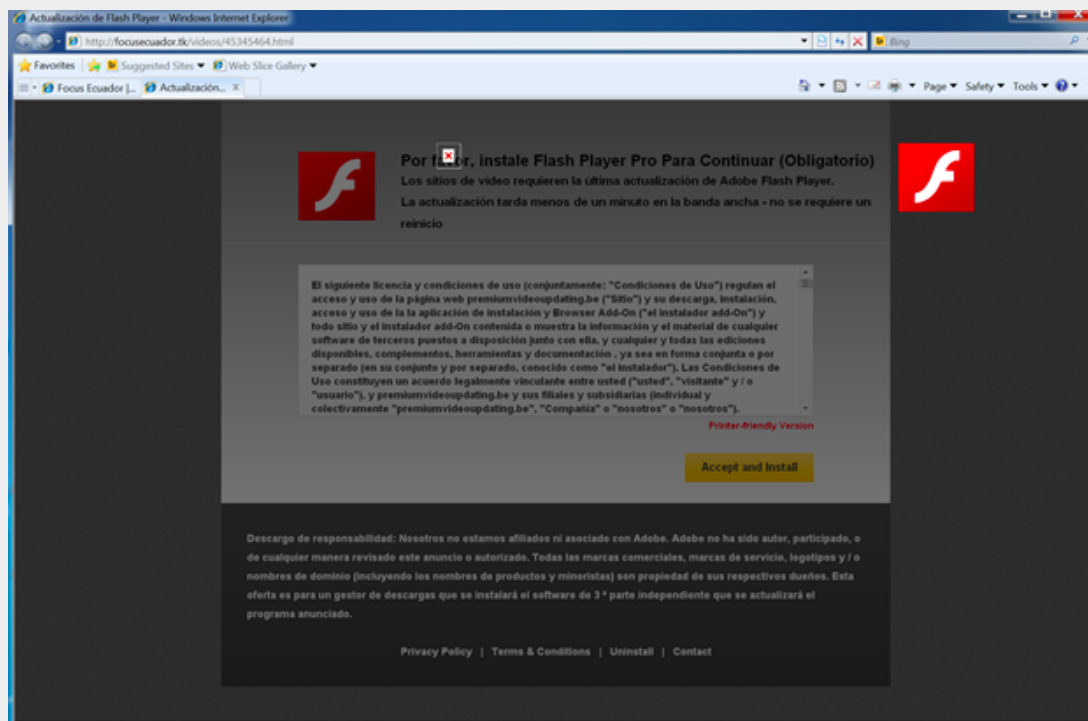 Actualización de Flash Player - Windows Internet Explorer
http://focusecuador.tk/videos/45345464.html
Bing
Favorites Suggested Sites Web Slice Gallery
Focus Ecuador |... Actualización... X Page Safety Tools
Por favor, instale Flash Player Pro Para Continuar (Obligatorio)
Los sitios de video requieren la última actualización de Adobe Flash Player.
La actualización tarda menos de un minuto en la banda ancha - no se requiere un
reinicio
El siguiente licencia y condiciones de uso (conjuntamente: "Condiciones de Uso") regulan el
acceso y uso de la página web premiumvideoupdating.be ("Sitio") y su descarga, instalación,
acceso y uso de la la aplicación de instalación y Browser Add-On ("el instalador add-On") y
todo sitio y el instalador add-On contenida o muestra la información y el material de cualquier
software de terceros puestos a disposición junto con ella, y cualquier y todas las ediciones
disponibles, complementos, herramientas y documentación , ya sea en forma conjunta o por
separado (en su conjunto y por separado, conocido como "el instalador"). Las Condiciones de
Uso constituyen un acuerdo legalmente vinculante entre usted ("usted", "visitante" y / o
"usuario"), y premiumvideoupdating.be y sus filiales y subsidiarias (individual y
colectivamente "premiumvideoupdating.be", "Compañía" o "nosotros" o "nosotros").
Printer-friendly Version
Accept and Install
Descargo de responsabilidad: Nosotros no estamos afiliados ni asociado con Adobe. Adobe no ha sido autor, participado, o
de cualquier manera revisado este anuncio o autorizado. Todas las marcas comerciales, marcas de servicio, logotipos y / o
nombres de dominio (incluyendo los nombres de productos y minoristas) son propiedad de sus respectivos dueños. Esta
oferta es para un gestor de descargas que se instalará el software de 3 ª parte independiente que se actualizará el
programa anunciado.
Privacy Policy | Terms & Conditions | Uninstall | Contact